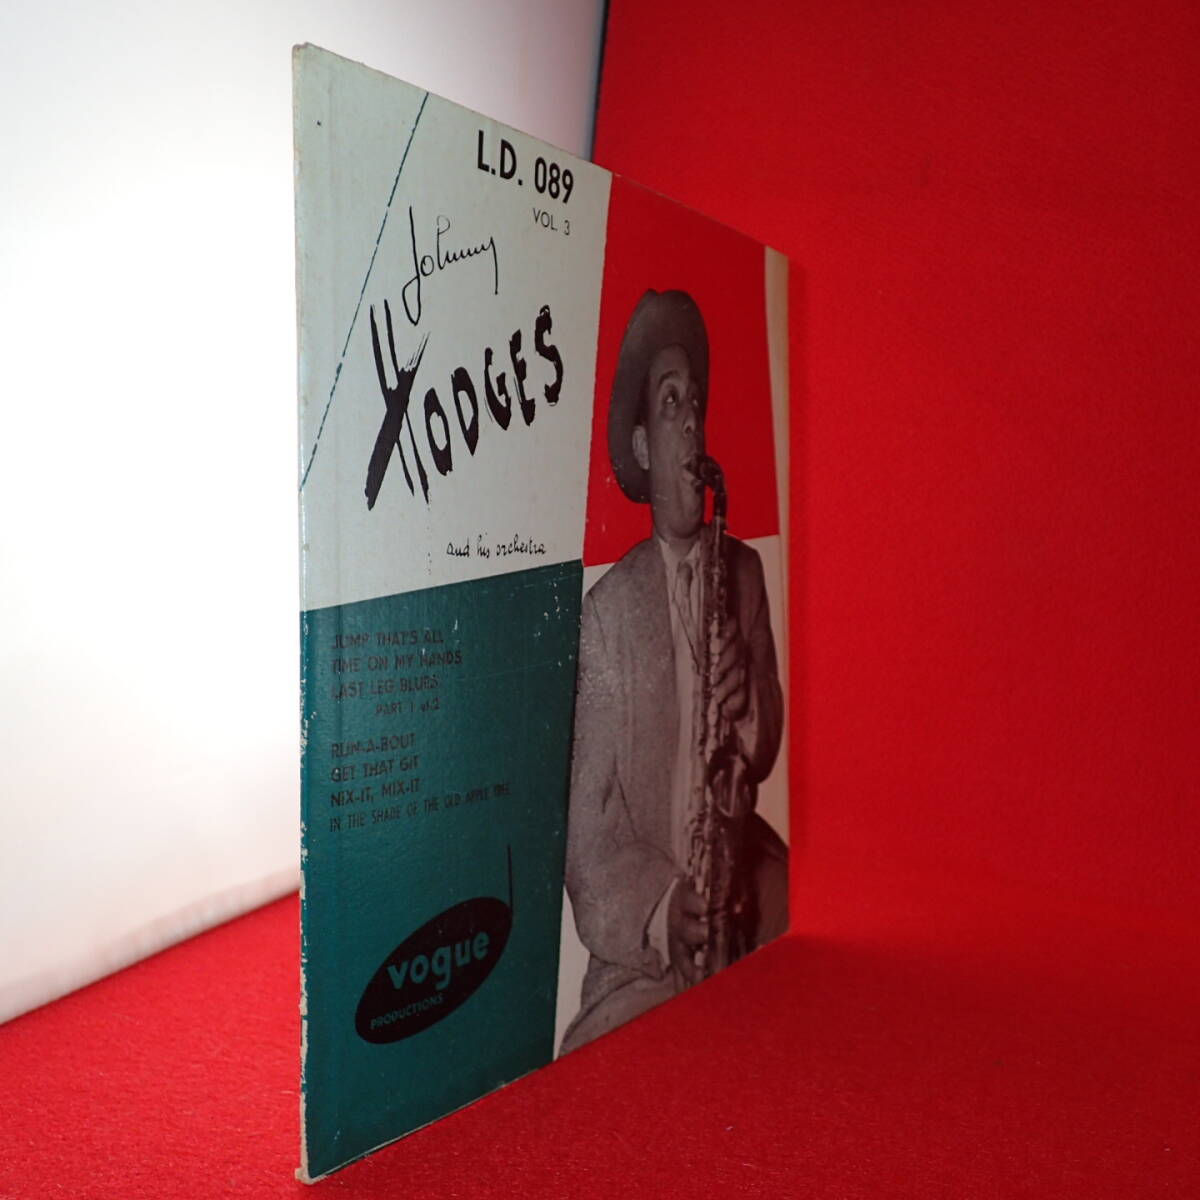 L.D. 089
VOL. 3
Johnny
HODGES
and his orchestra
JUMP THAT'S ALL
TIME ON MY HANDS
LAST LEG BLUES
PART 1 et 2
RUN-A-BOUT
GET THAT GIT
NIX-IT, MIX-IT
IN THE SHADE OF THE OLD APPLE TREE
vogue
PRODUCTIONS